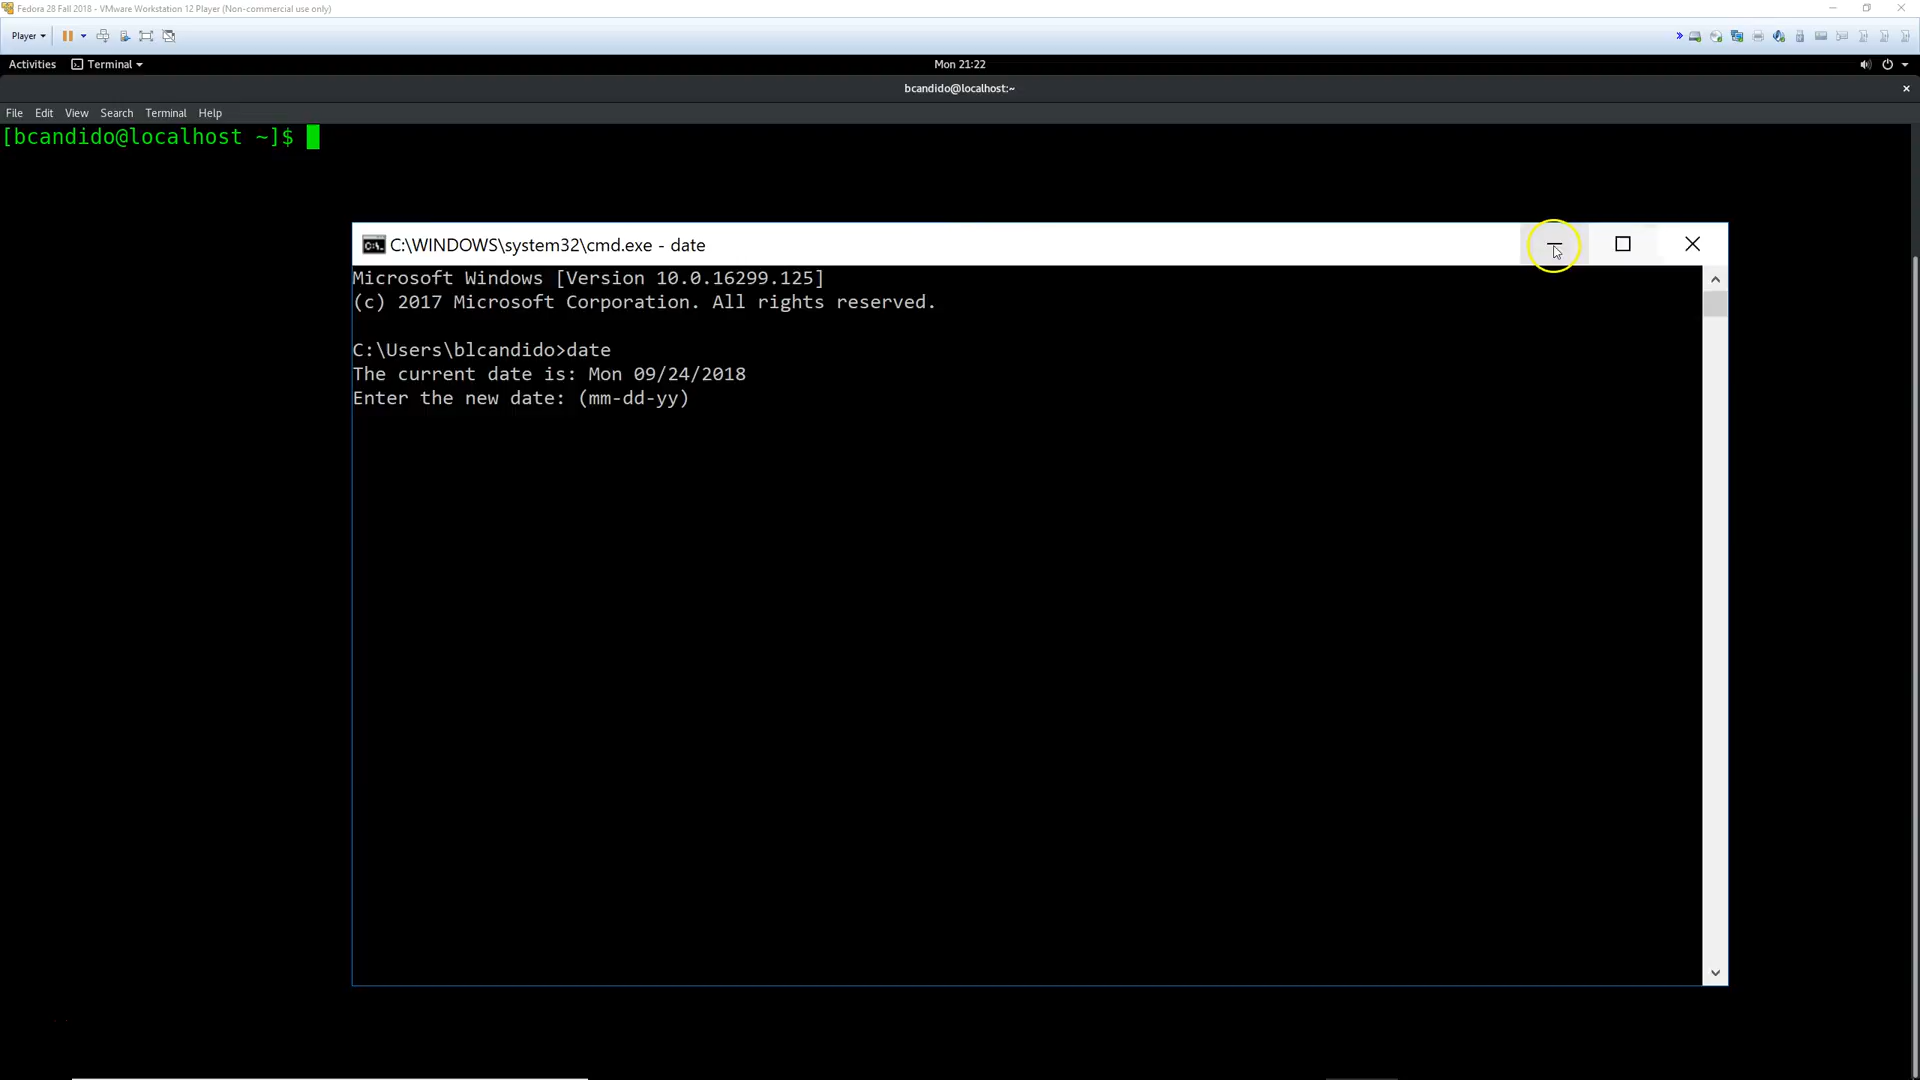 Fedora 28 Fall 2018 - VMware Workstation 12 Player (Non-commercial use only)
Player
Activities Terminal Mon 21:22
bcandido@localhost:~
File Edit View Search Terminal Help
[bcandido@localhost ~]$
C:\WINDOWS\system32\cmd.exe - date
Microsoft Windows [Version 10.0.16299.125]
(c) 2017 Microsoft Corporation. All rights reserved.
C:\Users\blcandido>date
The current date is: Mon 09/24/2018
Enter the new date: (mm-dd-yy)